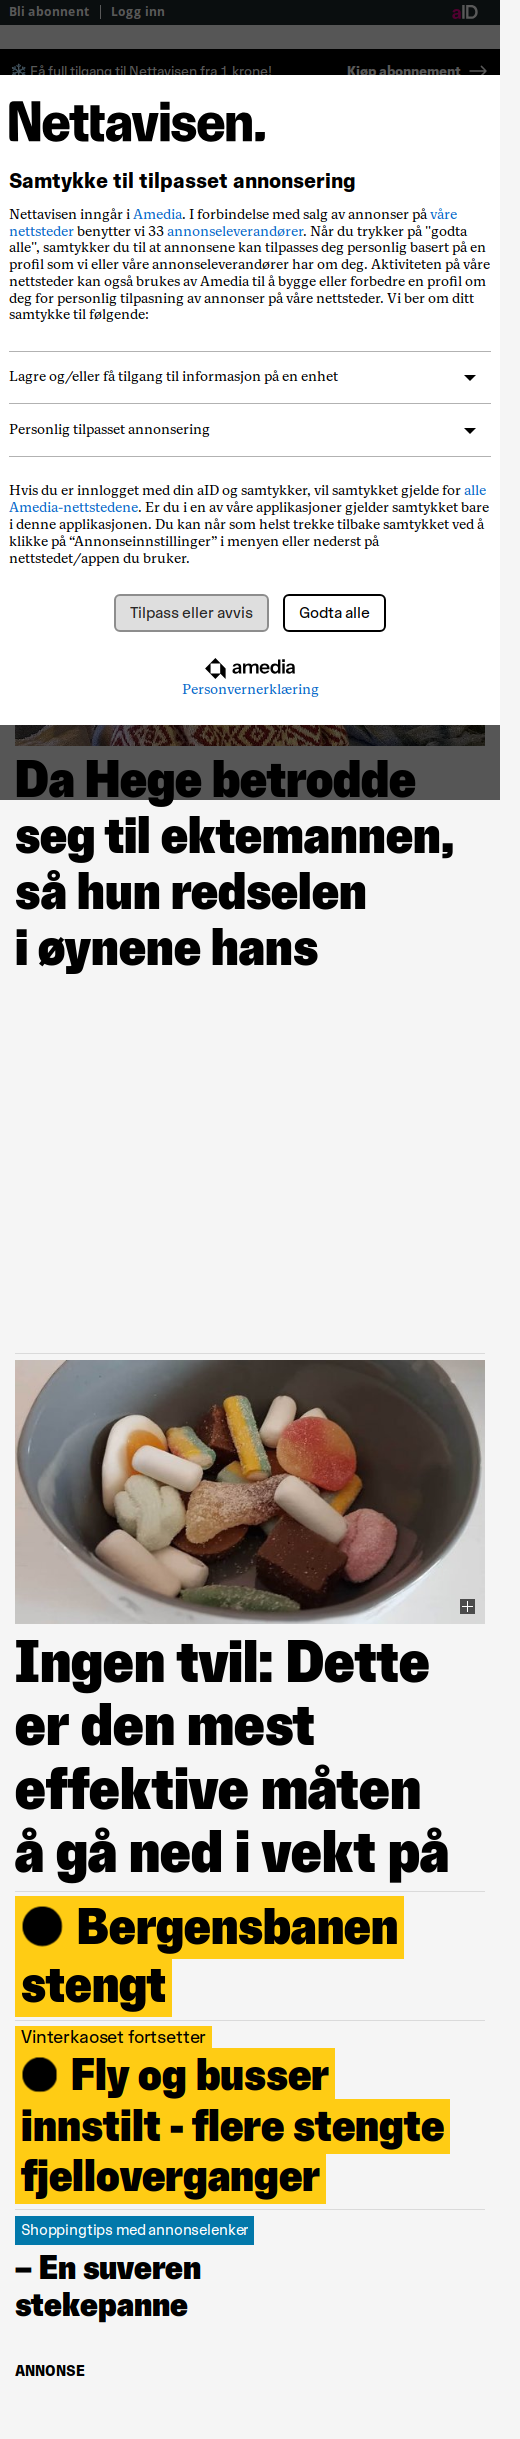 Bli abonnent
Logg inn
aID
Få full tilgang til Nettavisen fra 1 krone!
Kjøp abonnement
Nettavisen.
Samtykke til tilpasset annonsering
Nettavisen inngår i Amedia. I forbindelse med salg av annonser på våre
nettsteder benytter vi 33 annonseleverandører. Når du trykker på "godta
alle", samtykker du til at annonsene kan tilpasses deg personlig basert på en
profil som vi eller våre annonseleverandører har om deg. Aktiviteten på våre
nettsteder kan også brukes av Amedia til å bygge eller forbedre en profil om
deg for personlig tilpasning av annonser på våre nettsteder. Vi ber om ditt
samtykke til følgende:
Lagre og/eller få tilgang til informasjon på en enhet
Personlig tilpasset annonsering
Hvis du er innlogget med din aID og samtykker, vil samtykket gjelde for alle
Amedia-nettstedene. Er du i en av våre applikasjoner gjelder samtykket bare
i denne applikasjonen. Du kan når som helst trekke tilbake samtykket ved å
klikke på “Annonseinnstillinger” i menyen eller nederst på
nettstedet/appen du bruker.
Tilpass eller avvis
Godta alle
amedia
Personvernerklæring
Da Hege betrodde
seg til ektemannen,
så hun redselen
i øynene hans
Ingen tvil: Dette
er den mest
effektive måten
å gå ned i vekt på
Bergensbanen
stengt
Vinterkaoset fortsetter
Fly og busser
innstilt - flere stengte
fjelloverganger
Shoppingtips med annonselenker
– En suveren
stekepanne
ANNONSE